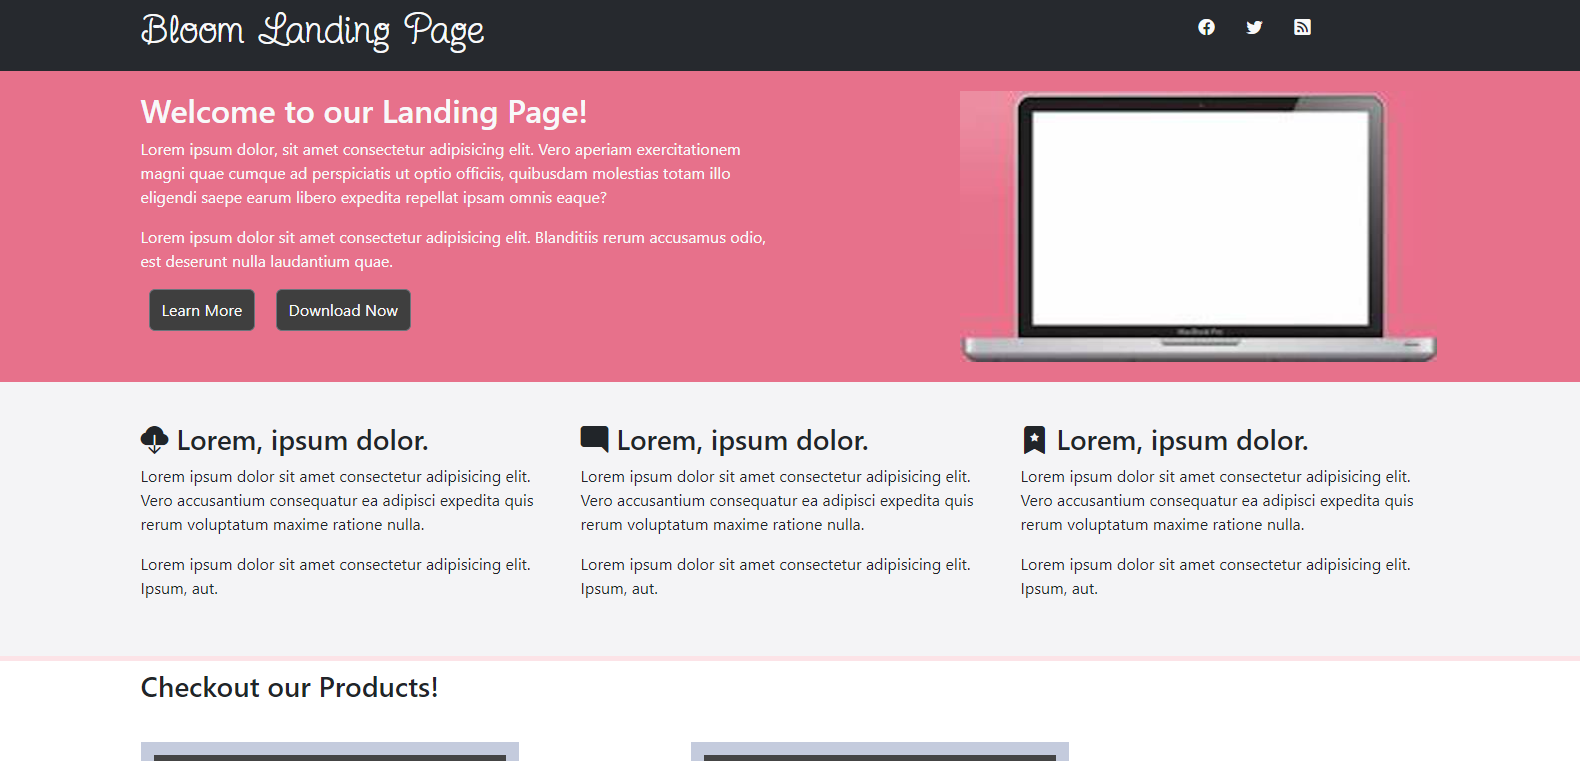 Bloom Landing Page
Welcome to our Landing Page!
Lorem ipsum dolor, sit amet consectetur adipisicing elit. Vero aperiam exercitationem
magni quae cumque ad perspiciatis ut optio officiis, quibusdam molestias totam illo
eligendi saepe earum libero expedita repellat ipsam omnis eaque?
Lorem ipsum dolor sit amet consectetur adipisicing elit. Blanditiis rerum accusamus odio,
est deserunt nulla laudantium quae.
Learn More
Download Now
MacBook Pro
Lorem, ipsum dolor.
Lorem ipsum dolor sit amet consectetur adipisicing elit.
Vero accusantium consequatur ea adipisci expedita quis
rerum voluptatum maxime ratione nulla.
Lorem ipsum dolor sit amet consectetur adipisicing elit.
Ipsum, aut.
Lorem, ipsum dolor.
Lorem ipsum dolor sit amet consectetur adipisicing elit.
Vero accusantium consequatur ea adipisci expedita quis
rerum voluptatum maxime ratione nulla.
Lorem ipsum dolor sit amet consectetur adipisicing elit.
Ipsum, aut.
Lorem, ipsum dolor.
Lorem ipsum dolor sit amet consectetur adipisicing elit.
Vero accusantium consequatur ea adipisci expedita quis
rerum voluptatum maxime ratione nulla.
Lorem ipsum dolor sit amet consectetur adipisicing elit.
Ipsum, aut.
Checkout our Products!